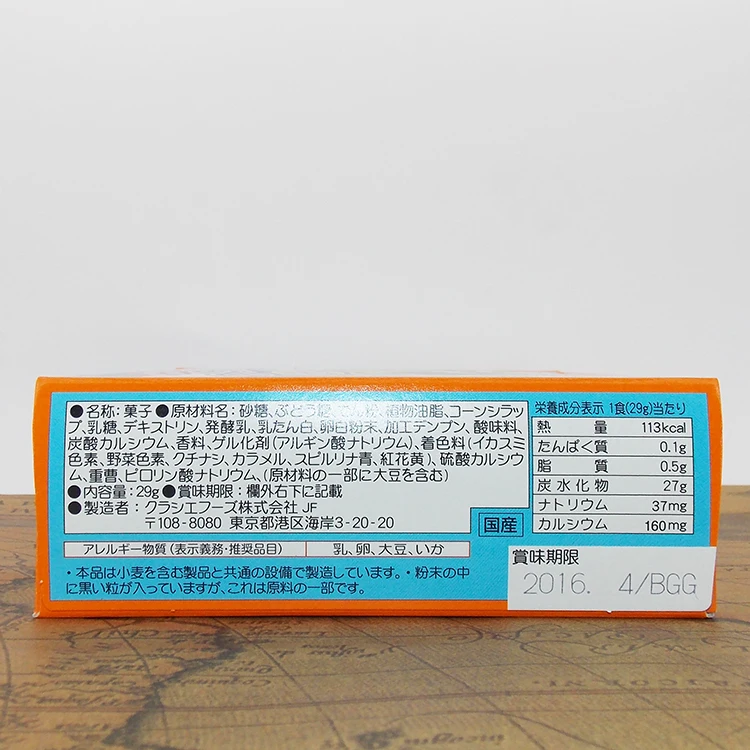 ●名称：菓子●原材料名：砂糖、ぶどう糖、でん粉、植物油脂、コーンシラッ
プ、乳糖、デキストリン、発酵乳、乳たん白、卵白粉末、加工デンプン、酸味料、
炭酸カルシウム、香料、ゲル化剤(アルギン酸ナトリウム)、着色料(イカスミ
色素、野菜色素、クチナシ、カラメル、スピルリナ青、紅花黄)、硫酸カルシウ
ム、重曹、ピロリン酸ナトリウム、(原材料の一部に大豆を含む)
●内容量：29g●賞味期限：欄外右下に記載
●製造者：クラシエフーズ株式会社 JF
〒108-8080 東京都港区海岸3-20-20
国産
アレルギー物質(表示義務・推奨品目) 乳、卵、大豆、いか
・本品は小麦を含む製品と共通の設備で製造しています。・粉末の中
に黒い粒が入っていますが、これは原料の一部です。
栄養成分表示 1食(29g)当たり
熱量 113kcal
たんぱく質 0.1g
脂質 0.5g
炭水化物 27g
ナトリウム 37mg
カルシウム 160mg
賞味期限
2016. 4/BGG